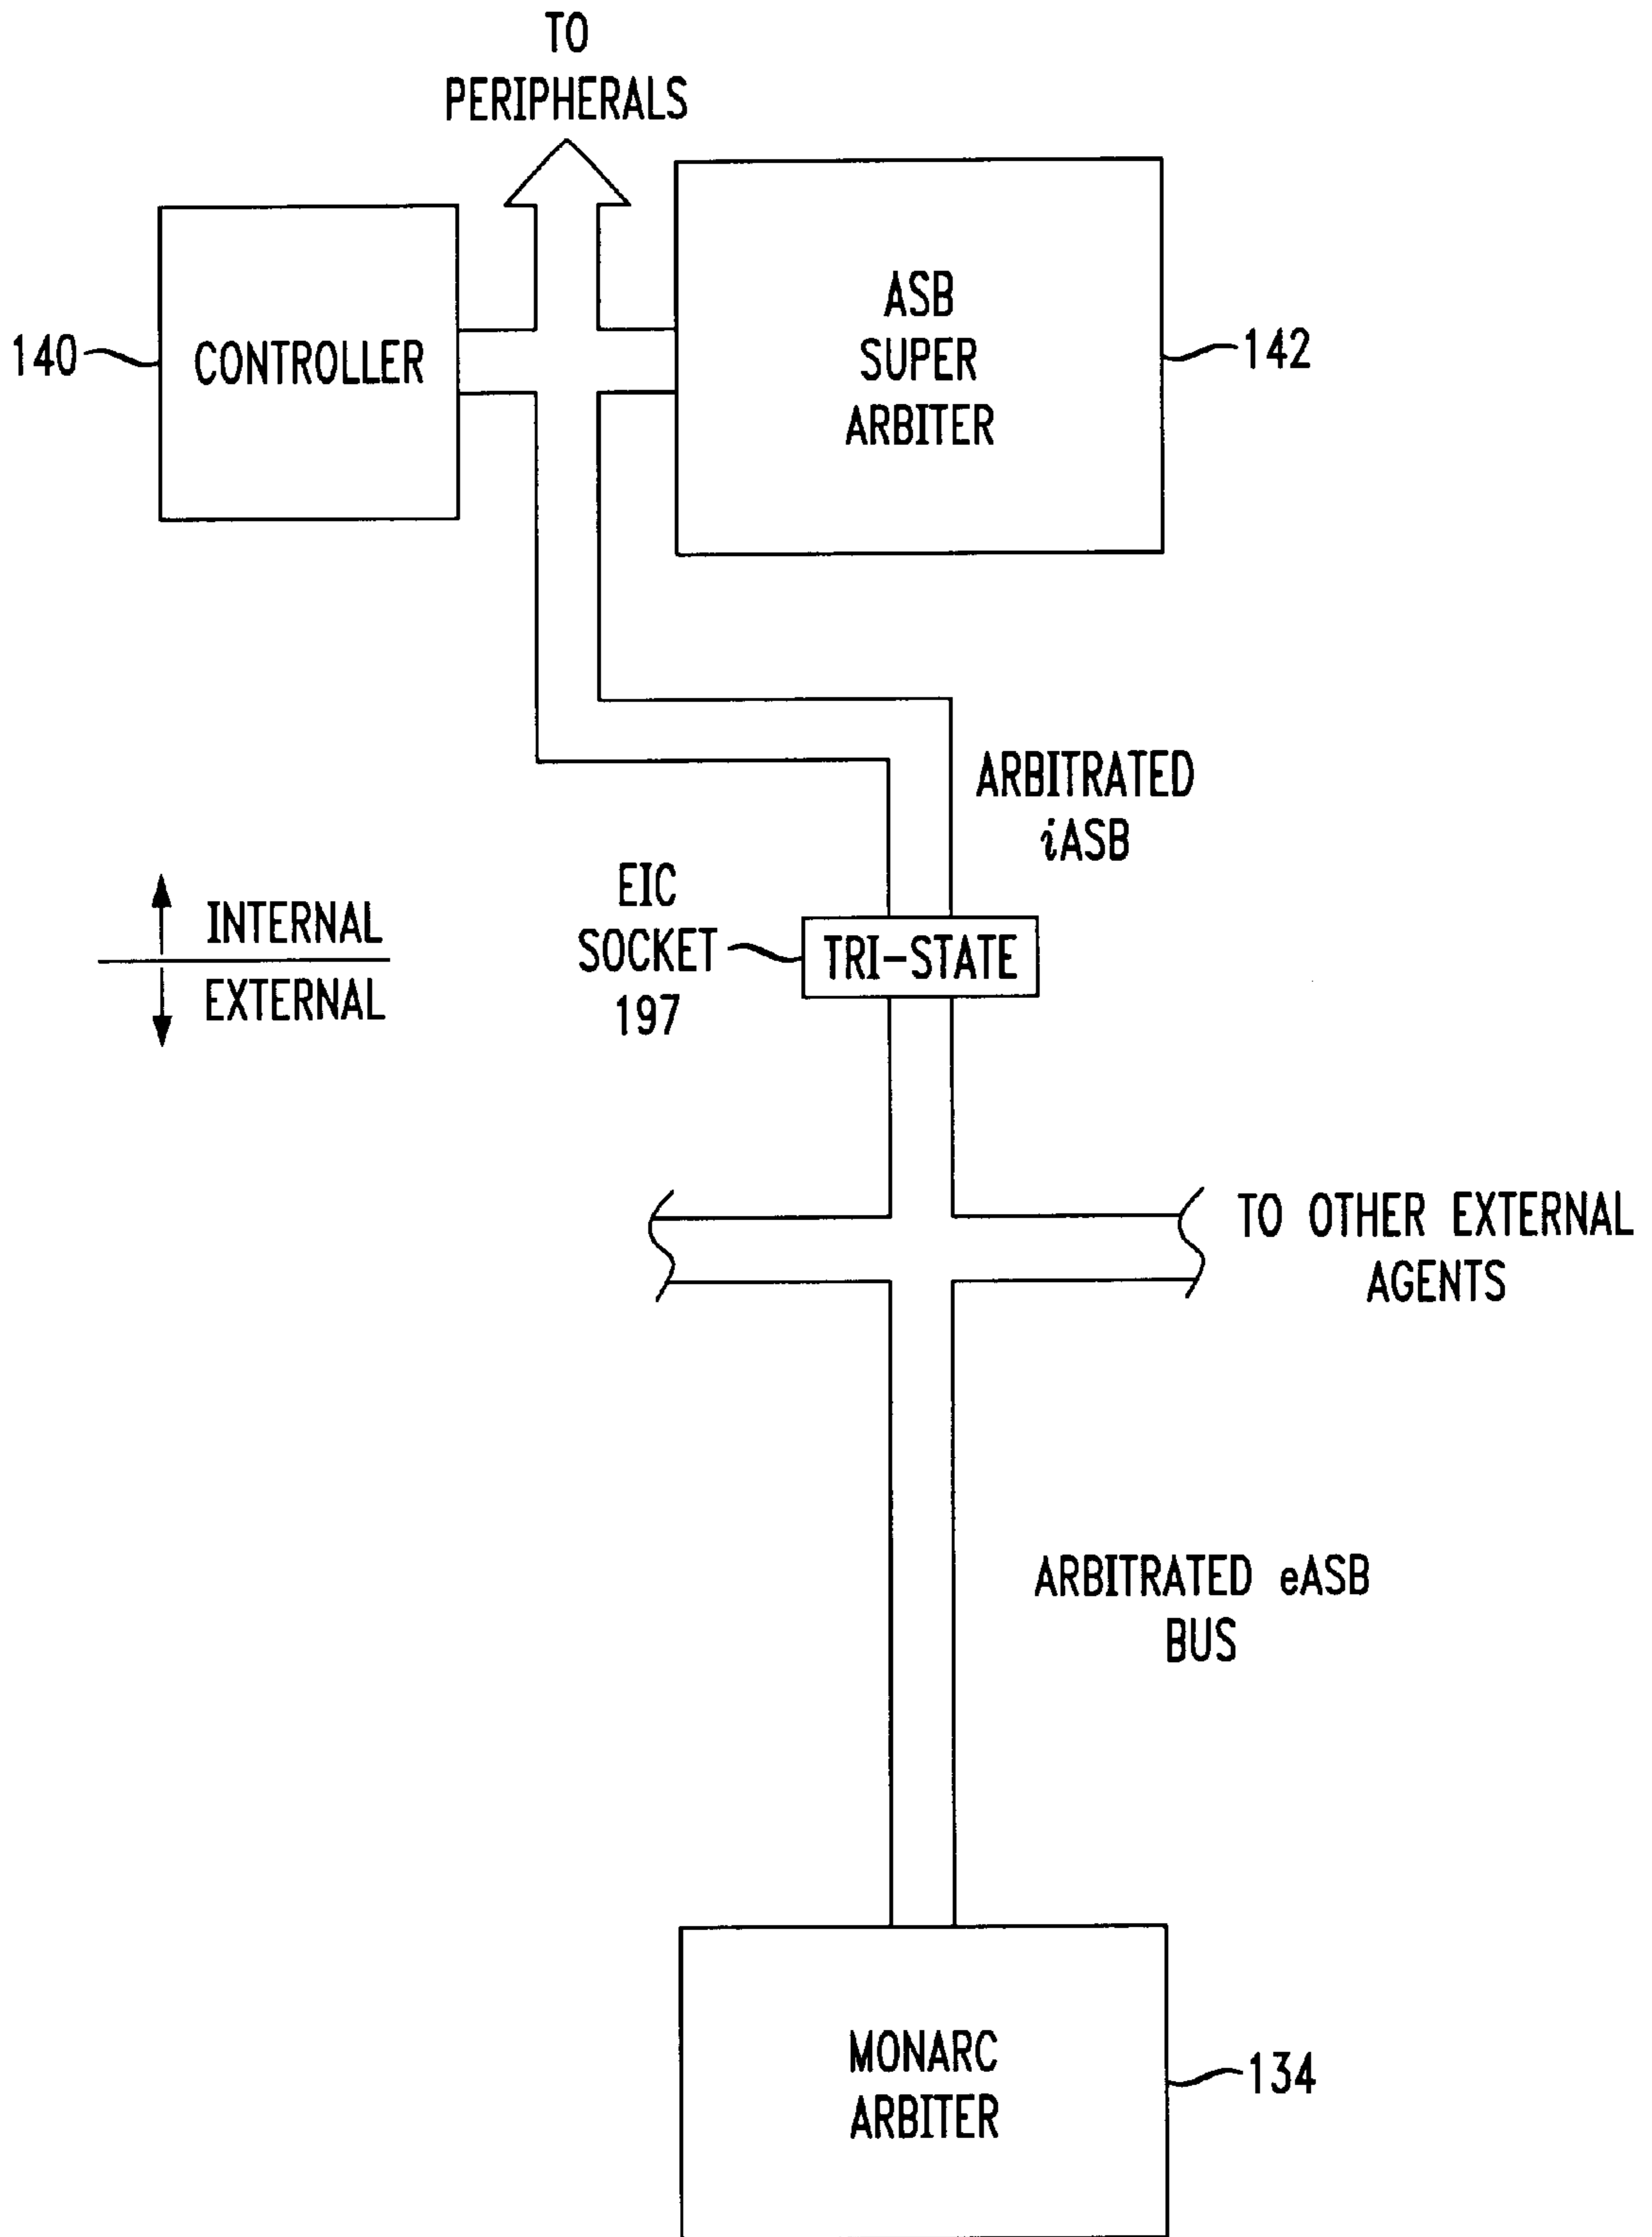 TO
PERIPHERALS
140
CONTROLLER
ASB
SUPER
ARBITER
142
ARBITRATED
iASB
INTERNAL
EXTERNAL
EIC
SOCKET
197
TRI-STATE
TO OTHER EXTERNAL
AGENTS
ARBITRATED eASB
BUS
MONARC
ARBITER
134